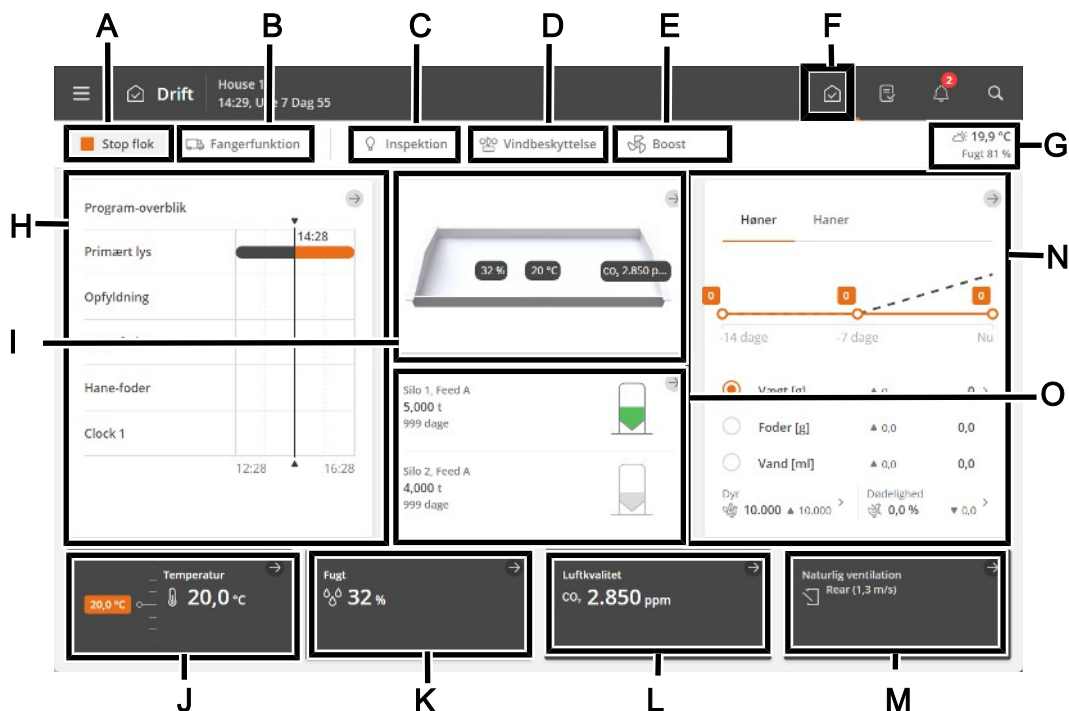 A B C D E F
Drift
House 1
14:29, U e 7 Dag 55
2
Stop flok
Fangerfunktion
Inspektion
Vindbeskyttelse
Boost
19,9 °C
Fugt 81 %
G
H
Program-overblik
14:28
Primært lys
Opfyldning
Hane-foder
Clock 1
12:28 16:28
I
32 %
20 °C
CO₂ 2.850 p...
Silo 1, Feed A
5,000 t
999 dage
Silo 2, Feed A
4,000 t
999 dage
Høner Haner
N
0 0 0
-14 dage -7 dage Nu
Vægt [g] ▲ 0 0
O
Foder [g] ▲ 0,0 0,0
Vand [ml] ▲ 0,0 0,0
Dyr
10.000 ▲ 10.000
Dødelighed
0,0 % ▼ 0,0
Temperatur
20,0 °C
20,0 °C
Fugt
32 %
Luftkvalitet
CO₂ 2.850 ppm
Naturlig ventilation
Rear (1,3 m/s)
J K L M